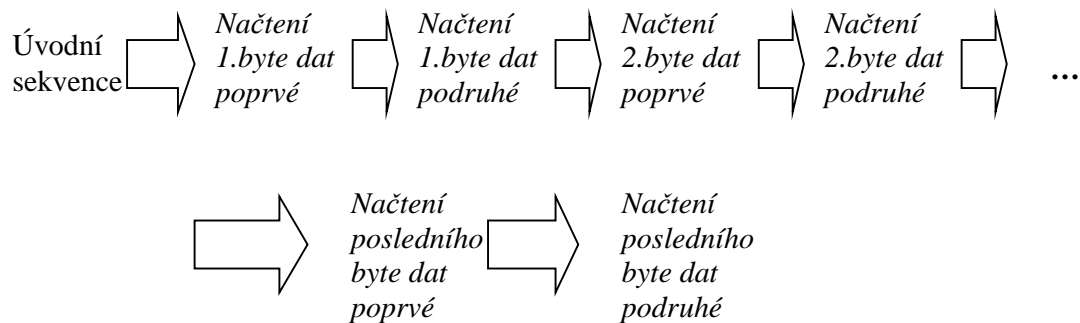 Úvodní
sekvence
Načtení
1.byte dat
poprvé
Načtení
1.byte dat
podruhé
Načtení
2.byte dat
poprvé
Načtení
2.byte dat
podruhé
...
Načtení
posledního
byte dat
poprvé
Načtení
posledního
byte dat
podruhé